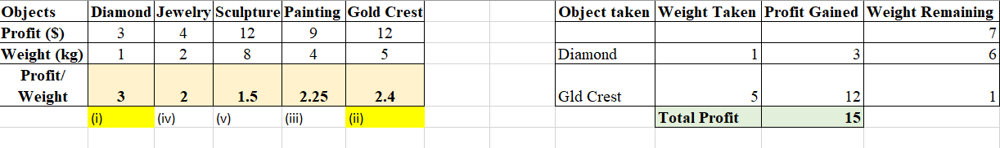 Objects Diamond Jewelry Sculpture Painting Gold Crest
Profit ($) 3 4 12 9 12
Weight (kg) 1 2 8 4 5
Profit/
Weight 3 2 1.5 2.25 2.4
(i) (iv) (v) (iii) (ii)
Object taken Weight Taken Profit Gained Weight Remaining
7
Diamond 1 3 6
Gld Crest 5 12 1
Total Profit 15